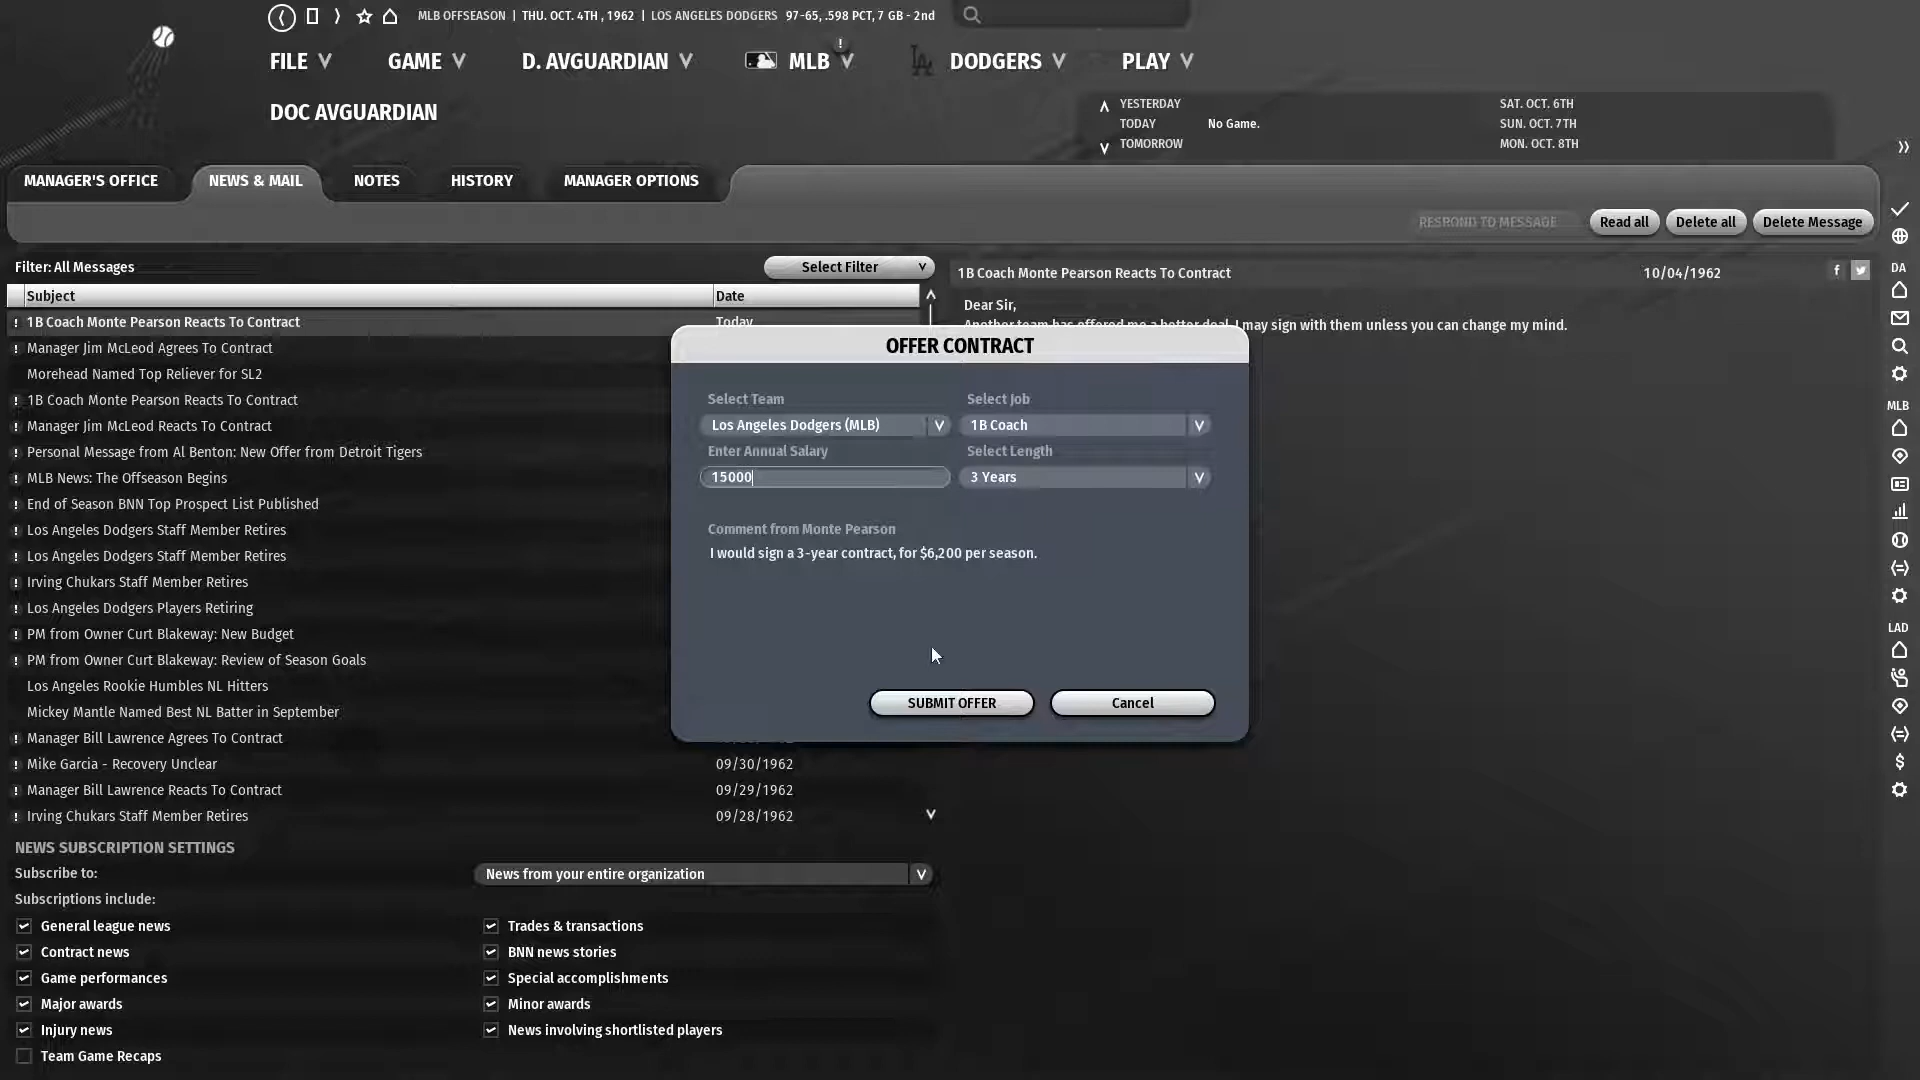 MLB OFFSEASON | THU. OCT. 4TH , 1962 | LOS ANGELES DODGERS 97-65, .598 PCT, 7 GB - 2nd
FILE GAME D. AVGUARDIAN MLB ! DODGERS PLAY
DOC AVGUARDIAN
YESTERDAY SAT. OCT. 6TH
TODAY No Game. SUN. OCT. 7TH
TOMORROW MON. OCT. 8TH
MANAGER'S OFFICE NEWS & MAIL NOTES HISTORY MANAGER OPTIONS
RESPOND TO MESSAGE Read all Delete all Delete Message
Filter: All Messages Select Filter
Subject Date
! 1B Coach Monte Pearson Reacts To Contract Today
! Manager Jim McLeod Agrees To Contract
Morehead Named Top Reliever for SL2
! 1B Coach Monte Pearson Reacts To Contract
! Manager Jim McLeod Reacts To Contract
! Personal Message from Al Benton: New Offer from Detroit Tigers
! MLB News: The Offseason Begins
! End of Season BNN Top Prospect List Published
! Los Angeles Dodgers Staff Member Retires
! Los Angeles Dodgers Staff Member Retires
! Irving Chukars Staff Member Retires
! Los Angeles Dodgers Players Retiring
! PM from Owner Curt Blakeway: New Budget
! PM from Owner Curt Blakeway: Review of Season Goals
Los Angeles Rookie Humbles NL Hitters
Mickey Mantle Named Best NL Batter in September
! Manager Bill Lawrence Agrees To Contract
! Mike Garcia - Recovery Unclear 09/30/1962
! Manager Bill Lawrence Reacts To Contract 09/29/1962
! Irving Chukars Staff Member Retires 09/28/1962
1B Coach Monte Pearson Reacts To Contract 10/04/1962
Dear Sir,
Another team has offered me a better deal. I may sign with them unless you can change my mind.
OFFER CONTRACT
Select Team Select Job
Los Angeles Dodgers (MLB) 1B Coach
Enter Annual Salary Select Length
15000 3 Years
Comment from Monte Pearson
I would sign a 3-year contract, for $6,200 per season.
SUBMIT OFFER Cancel
NEWS SUBSCRIPTION SETTINGS
Subscribe to: News from your entire organization
Subscriptions include:
General league news Trades & transactions
Contract news BNN news stories
Game performances Special accomplishments
Major awards Minor awards
Injury news News involving shortlisted players
Team Game Recaps
DA
MLB
LAD